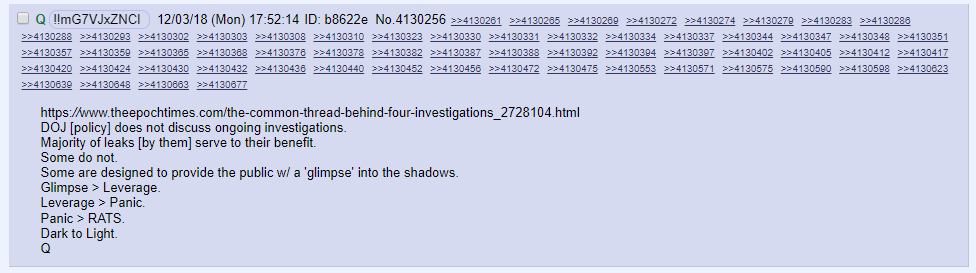 Q !!mG7VJxZNCI 12/03/18 (Mon) 17:52:14 ID: b8622e No.4130256 >>4130261 >>4130265 >>4130269 >>4130272 >>4130274 >>4130279 >>4130283 >>4130286
>>4130288 >>4130293 >>4130302 >>4130303 >>4130308 >>4130310 >>4130323 >>4130330 >>4130331 >>4130332 >>4130334 >>4130337 >>4130344 >>4130347 >>4130348 >>4130351
>>4130357 >>4130359 >>4130365 >>4130368 >>4130376 >>4130378 >>4130382 >>4130387 >>4130388 >>4130392 >>4130394 >>4130397 >>4130402 >>4130405 >>4130412 >>4130417
>>4130420 >>4130424 >>4130430 >>4130432 >>4130436 >>4130440 >>4130452 >>4130456 >>4130472 >>4130475 >>4130553 >>4130571 >>4130575 >>4130590 >>4130598 >>4130623
>>4130639 >>4130648 >>4130663 >>4130677
https://www.theepochtimes.com/the-common-thread-behind-four-investigations_2728104.html
DOJ [policy] does not discuss ongoing investigations.
Majority of leaks [by them] serve to their benefit.
Some do not.
Some are designed to provide the public w/ a 'glimpse' into the shadows.
Glimpse > Leverage.
Leverage > Panic.
Panic > RATS.
Dark to Light.
Q